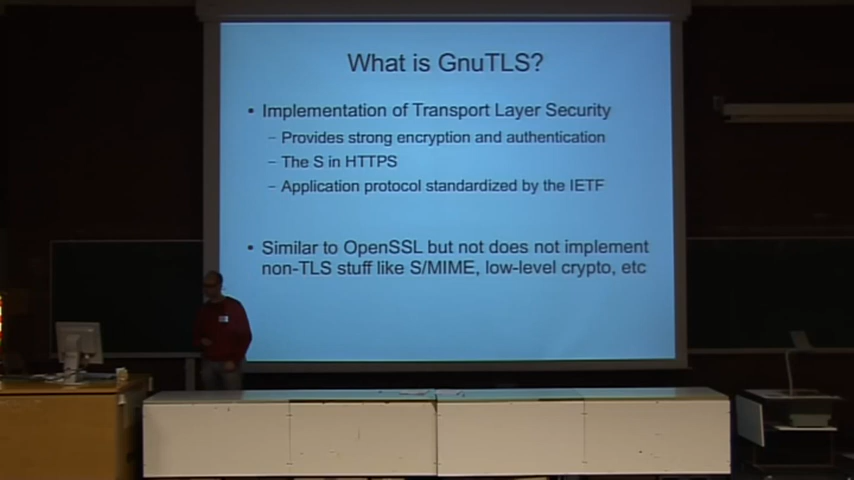 What is GnuTLS?
• Implementation of Transport Layer Security
– Provides strong encryption and authentication
– The S in HTTPS
– Application protocol standardized by the IETF
• Similar to OpenSSL but not does not implement
non-TLS stuff like S/MIME, low-level crypto, etc